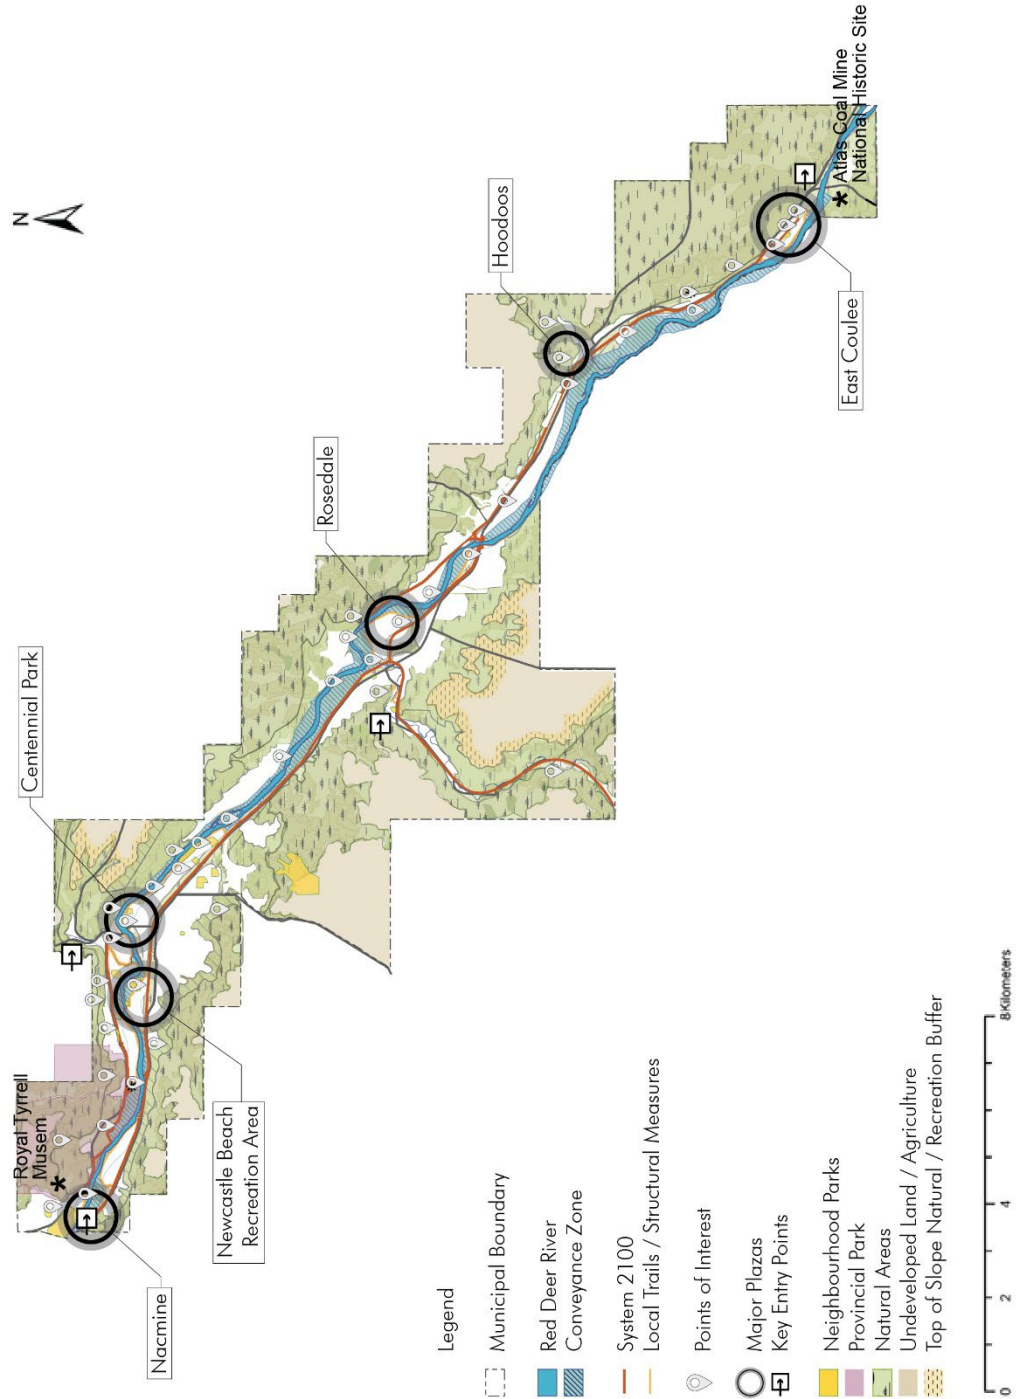 N
Royal Tyrrell
Musem
Nacmine
Newcastle Beach
Recreation Area
Centennial Park
Rosedale
Hoodoos
East Coulee
Atlas Coal Mine
National Historic Site
Legend
Municipal Boundary
Red Deer River
Conveyance Zone
System 2100
Local Trails / Structural Measures
Points of Interest
Major Plazas
Key Entry Points
Neighbourhood Parks
Provincial Park
Natural Areas
Undeveloped Land / Agriculture
Top of Slope Natural / Recreation Buffer
0 2 4 8 Kilometers